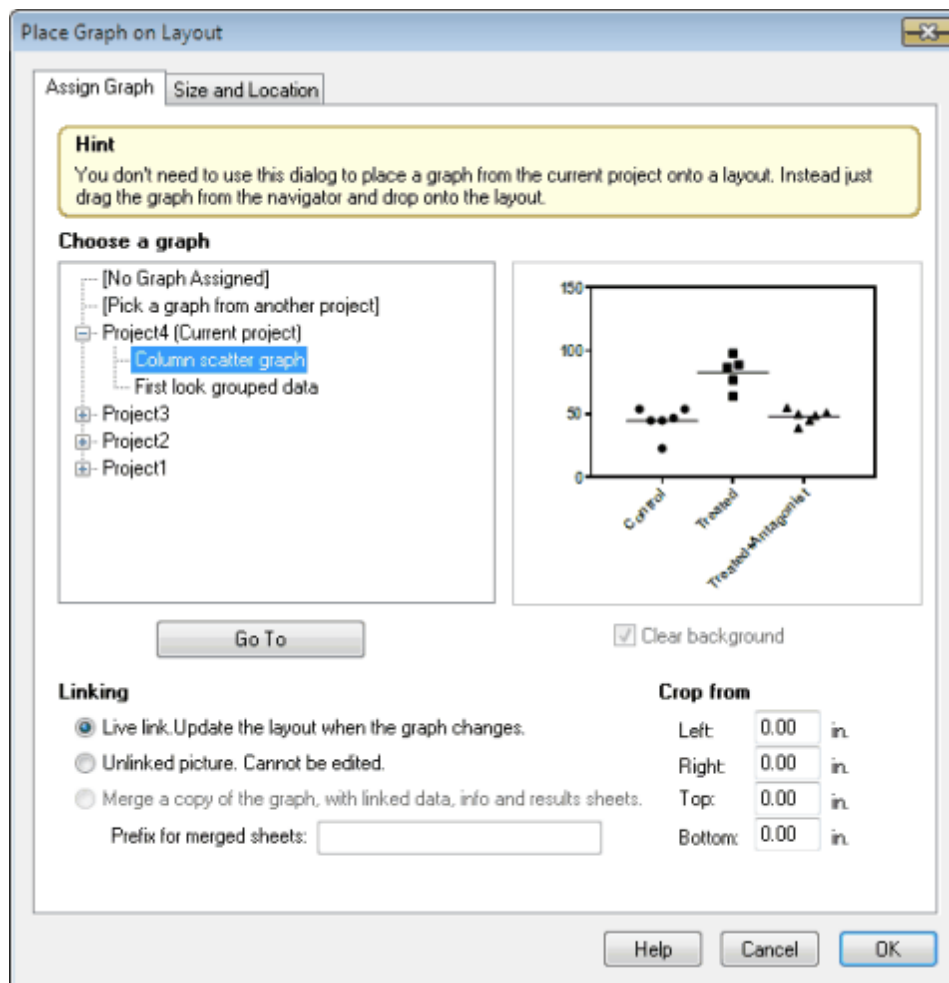 Place Graph on Layout
Assign Graph
Size and Location
Hint
You don't need to use this dialog to place a graph from the current project onto a layout. Instead just
drag the graph from the navigator and drop onto the layout.
Choose a graph
[No Graph Assigned]
[Pick a graph from another project]
Project4 (Current project)
Column scatter graph
First look grouped data
Project3
Project2
Project1
150
100
50
0
Control
Treated
Treated+Antagonist
Go To
Clear background
Linking
Live link.Update the layout when the graph changes.
Unlinked picture. Cannot be edited.
Merge a copy of the graph, with linked data, info and results sheets.
Prefix for merged sheets:
Crop from
Left: 0.00 in.
Right: 0.00 in.
Top: 0.00 in.
Bottom: 0.00 in.
Help
Cancel
OK